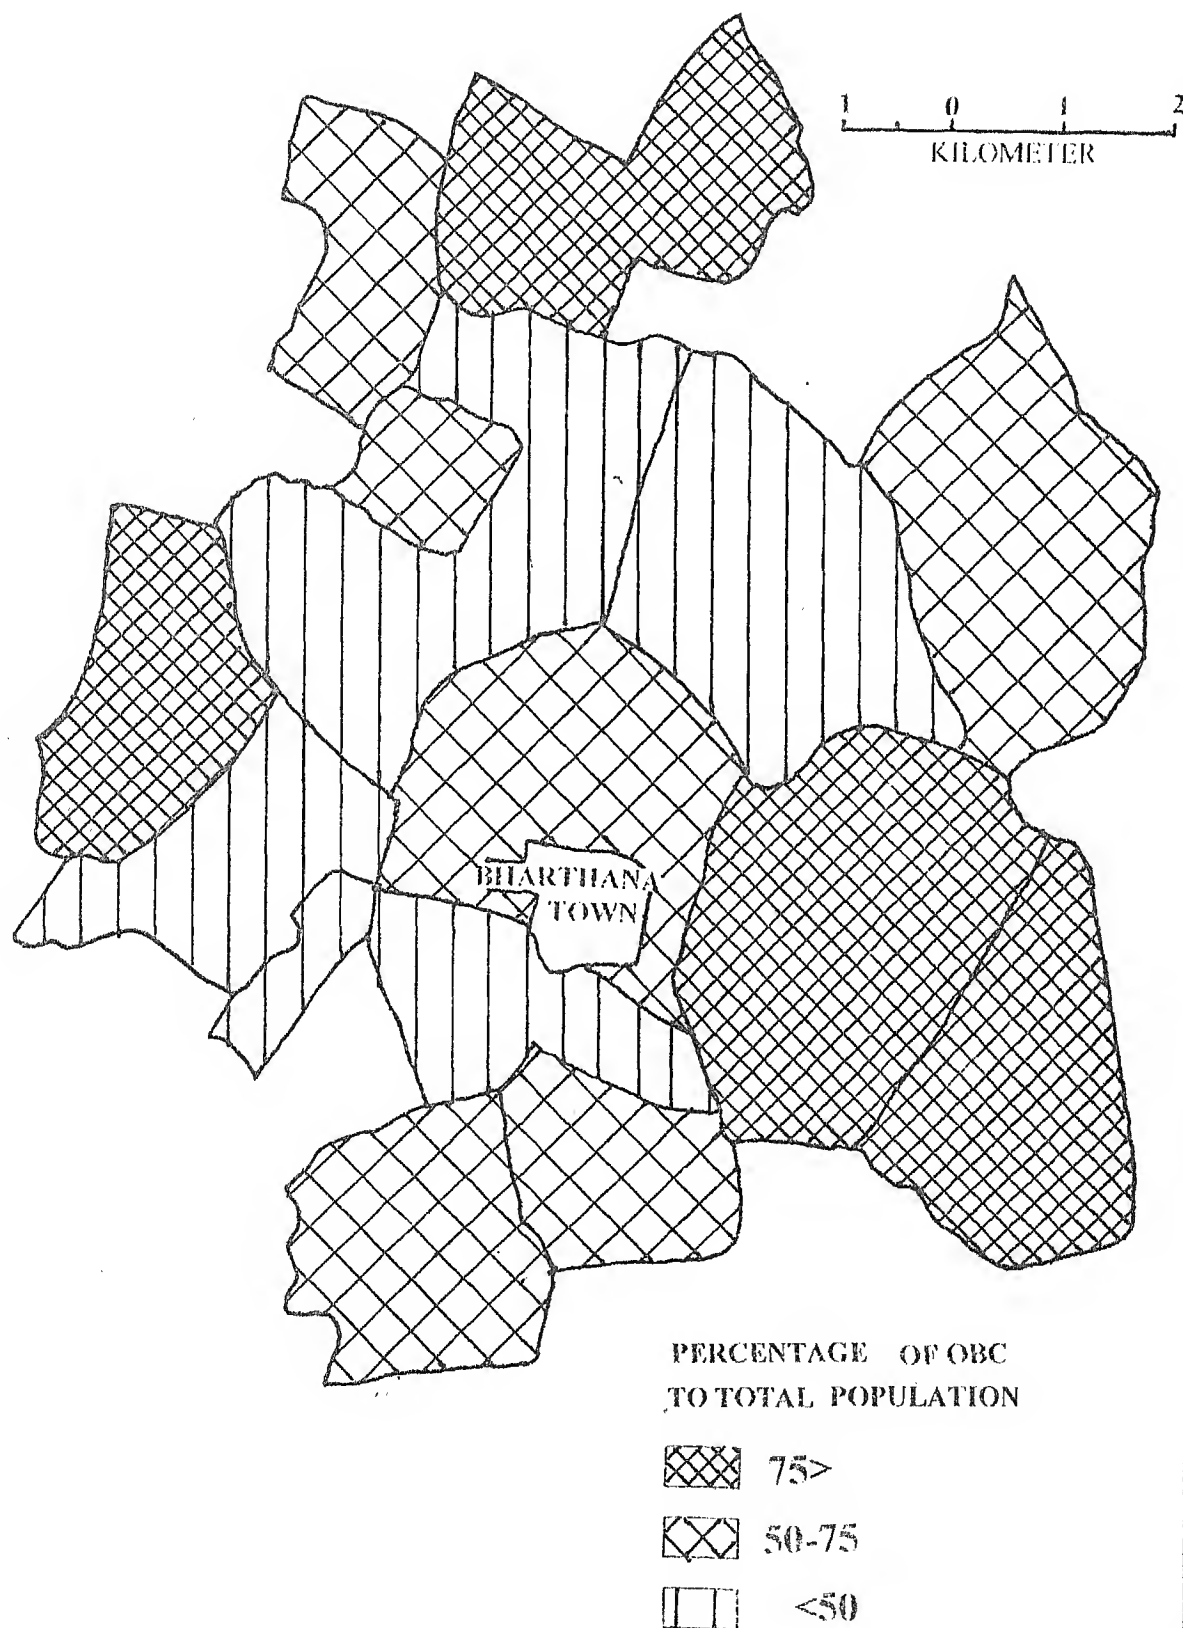 1 0 1 2
KILOMETER
BHARTHANA
TOWN
PERCENTAGE OF OBC
TO TOTAL POPULATION
75>
50-75
<50